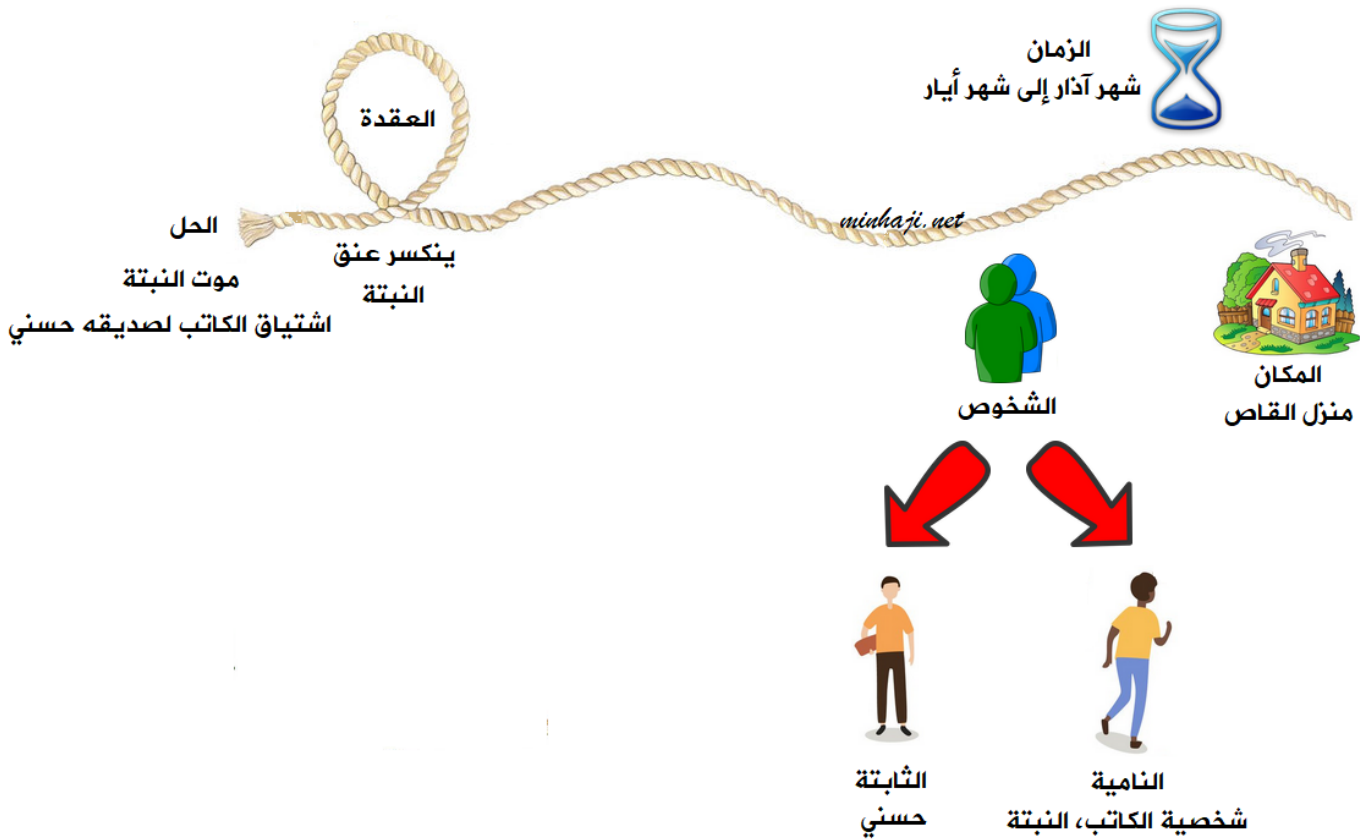 الزمان
شهر آذار إلى شهر أيار
العقدة
minhaji.net
الحل
موت النبتة
اشتياق الكاتب لصديقه حسني
ينكسر عنق
النبتة
المكان
منزل القاص
الشخوص
النامية
شخصية الكاتب، النبتة
الثابتة
حسني